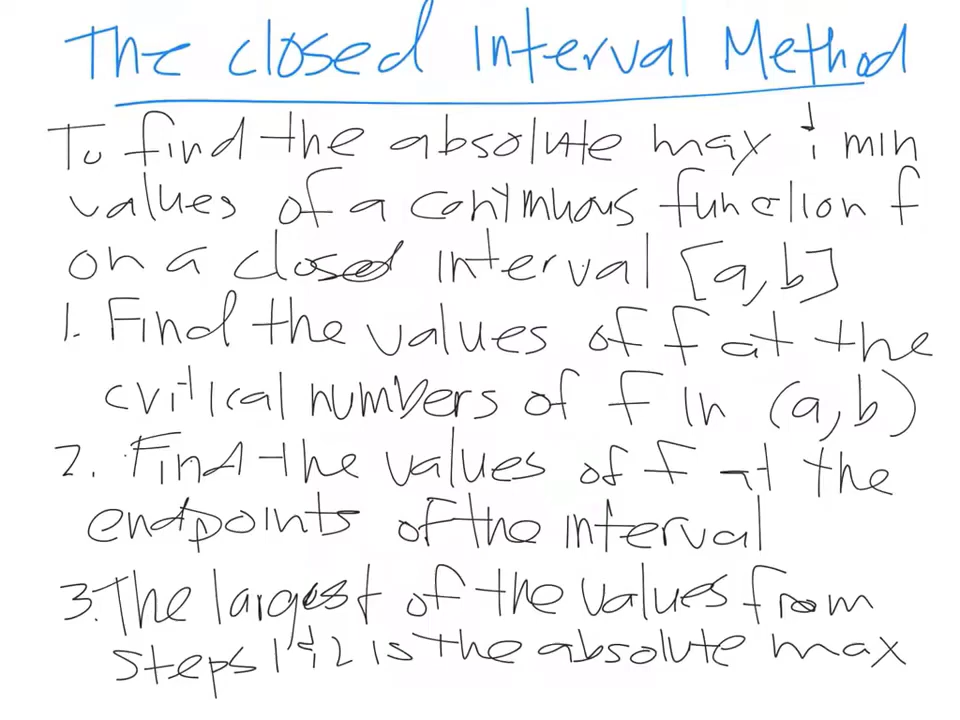 The Closed Interval Method
To find the absolute max & min
values of a continuous function f
on a closed interval [a,b]
1. Find the values of f at the
critical numbers of f in (a,b)
2. Find the values of f at the
endpoints of the interval
3. The largest of the values from
steps 1 & 2 is the absolute max